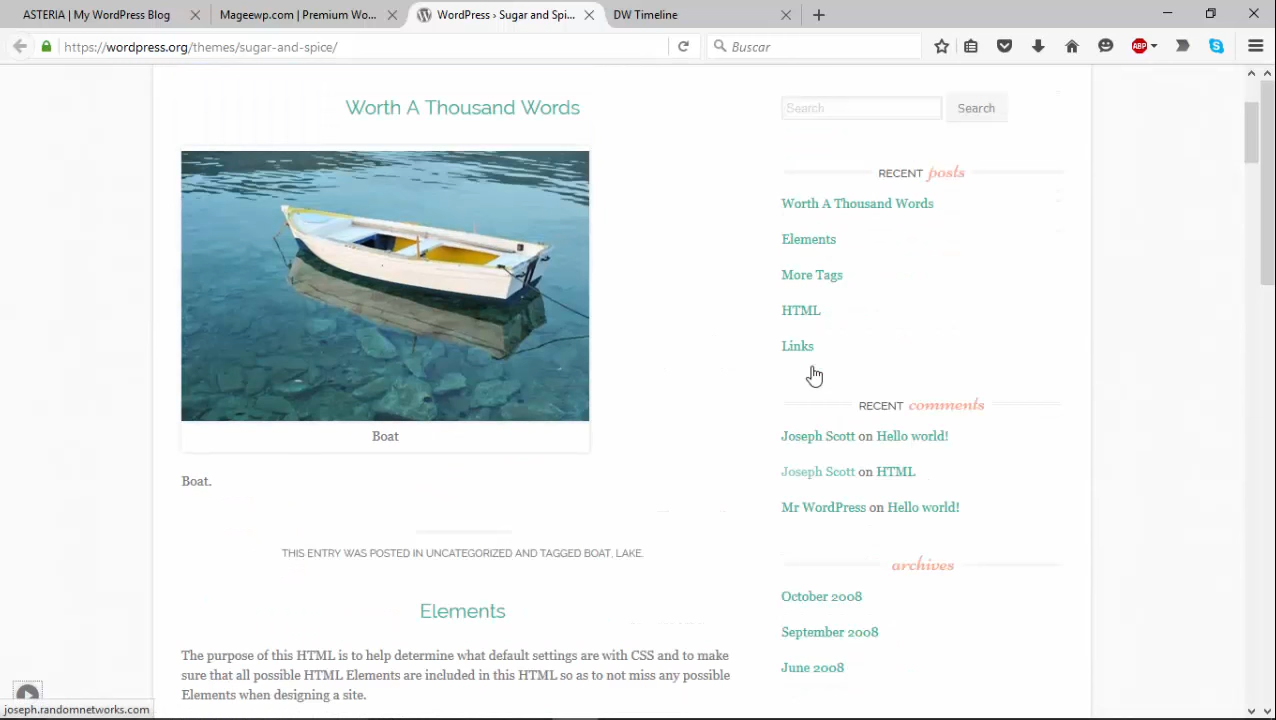 ASTERIA | My WordPress Blog
Mageewp.com | Premium Wo...
WordPress › Sugar and Spi...
DW Timeline
https://wordpress.org/themes/sugar-and-spice/
Buscar
ABP
Worth A Thousand Words
Boat
Boat.
THIS ENTRY WAS POSTED IN UNCATEGORIZED AND TAGGED BOAT, LAKE.
Elements
The purpose of this HTML is to help determine what default settings are with CSS and to make
sure that all possible HTML Elements are included in this HTML so as to not miss any possible
Elements when designing a site.
Search
Search
RECENT posts
Worth A Thousand Words
Elements
More Tags
HTML
Links
RECENT comments
Joseph Scott on Hello world!
Joseph Scott on HTML
Mr WordPress on Hello world!
archives
October 2008
September 2008
June 2008
joseph.randomnetworks.com